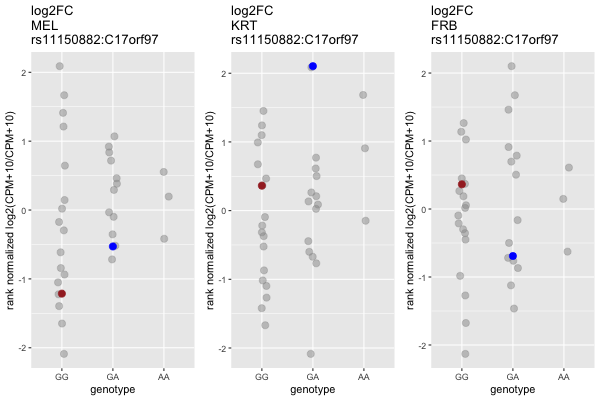 log2FC
MEL
rs11150882:C17orf97
rank normalized log2(CPM+10/CPM+10)
2
1
0
-1
-2
GG GA AA
genotype
log2FC
KRT
rs11150882:C17orf97
rank normalized log2(CPM+10/CPM+10)
2
1
0
-1
-2
GG GA AA
genotype
log2FC
FRB
rs11150882:C17orf97
rank normalized log2(CPM+10/CPM+10)
2
1
0
-1
-2
GG GA AA
genotype